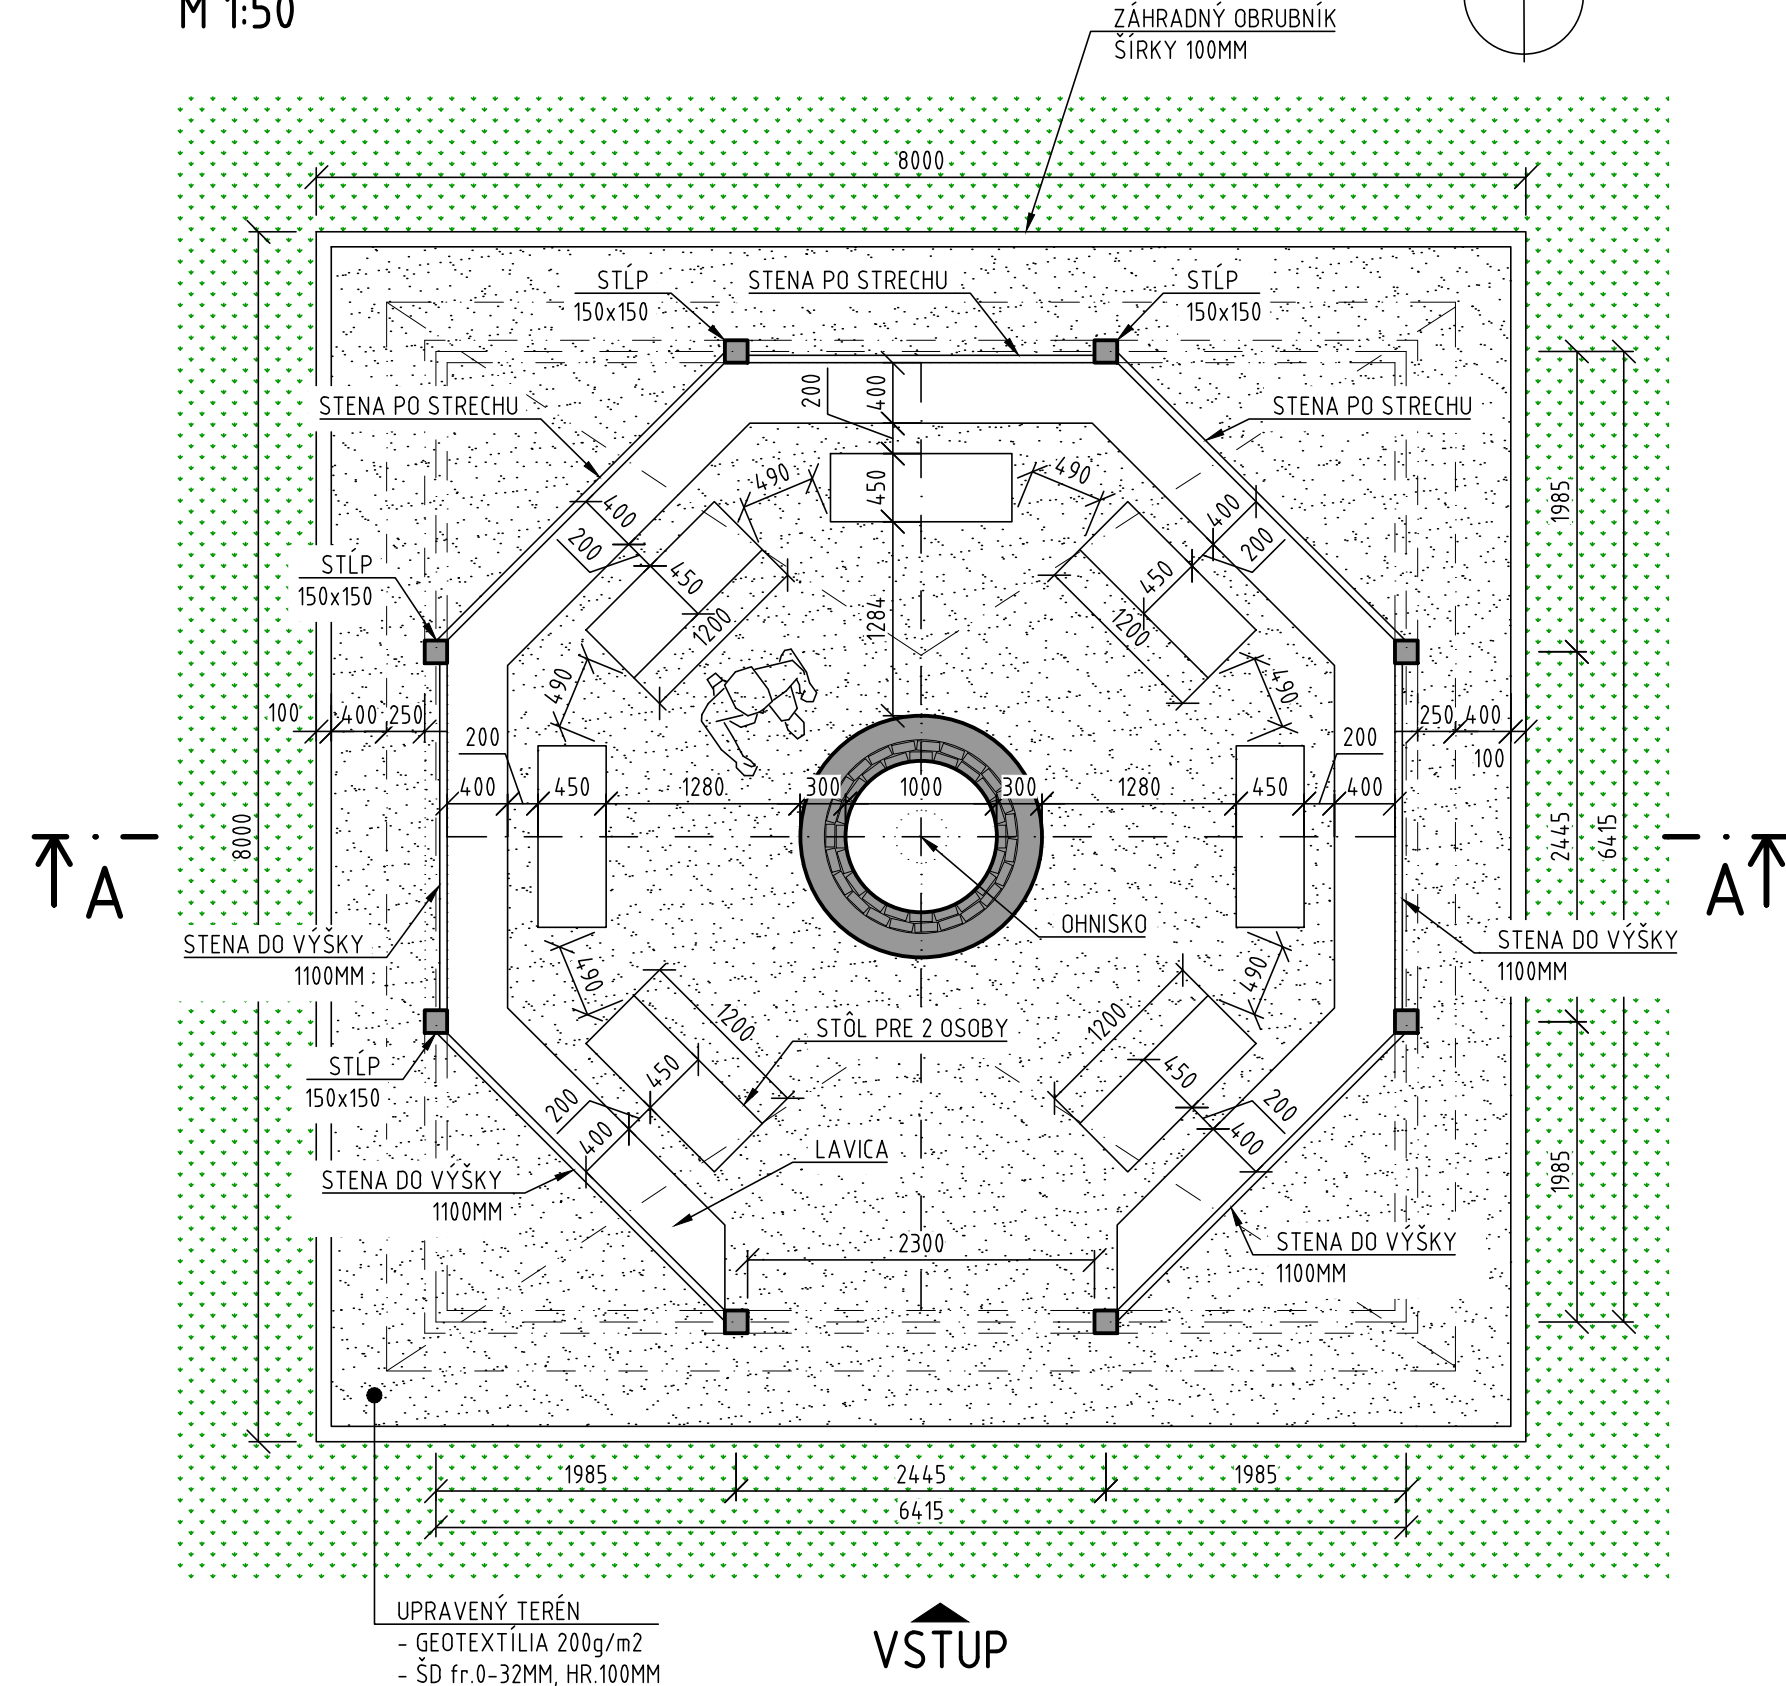 M 1:50
ZÁHRADNÝ OBRUBNÍK
ŠÍRKY 100MM
8000
STĹP
150x150
STENA PO STRECHU
STĹP
150x150
1985
200
400
STENA PO STRECHU
STENA PO STRECHU
490
450
490
400
200
400
200
STĹP
150x150
450
1200
1284
450
1200
490
490
100
400
250
200
250
400
100
200
400
450
1280
300
1000
300
1280
450
400
8000
2445
6415
A
A
OHNISKO
STENA DO VÝŠKY
1100MM
STENA DO VÝŠKY
1100MM
490
490
1200
STÔL PRE 2 OSOBY
1200
STĹP
150x150
450
450
200
400
200
400
LAVICA
STENA DO VÝŠKY
1100MM
1985
2300
STENA DO VÝŠKY
1100MM
1985
2445
1985
6415
UPRAVENÝ TERÉN
- GEOTEXTÍLIA 200g/m2
- ŠD fr.0-32MM, HR.100MM
VSTUP